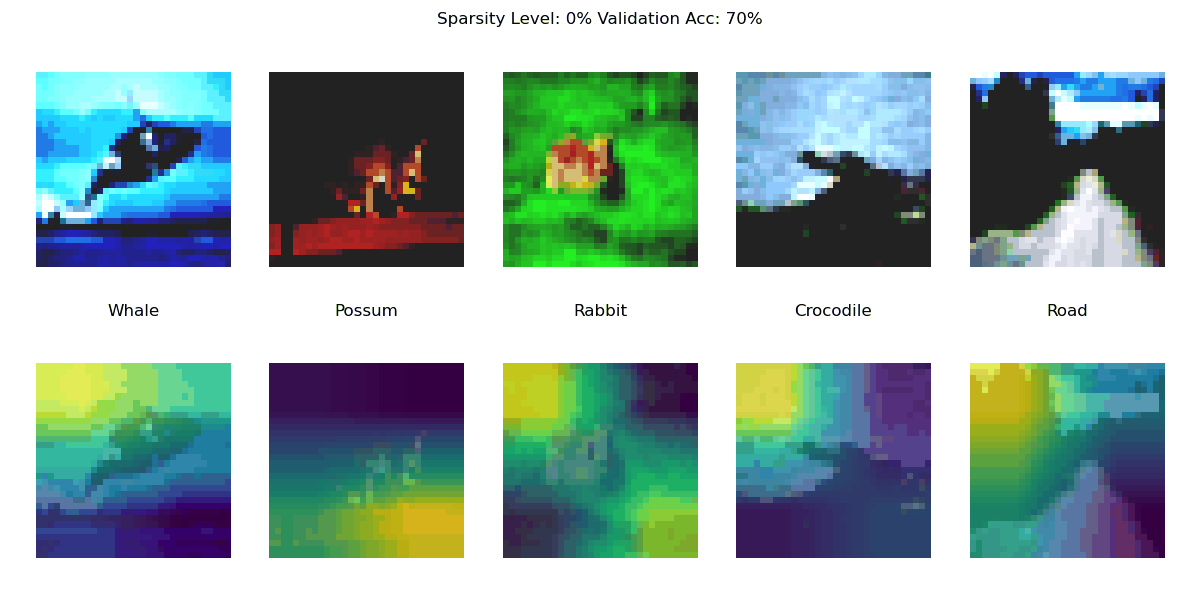 Sparsity Level: 0% Validation Acc: 70%
Whale
Possum
Rabbit
Crocodile
Road